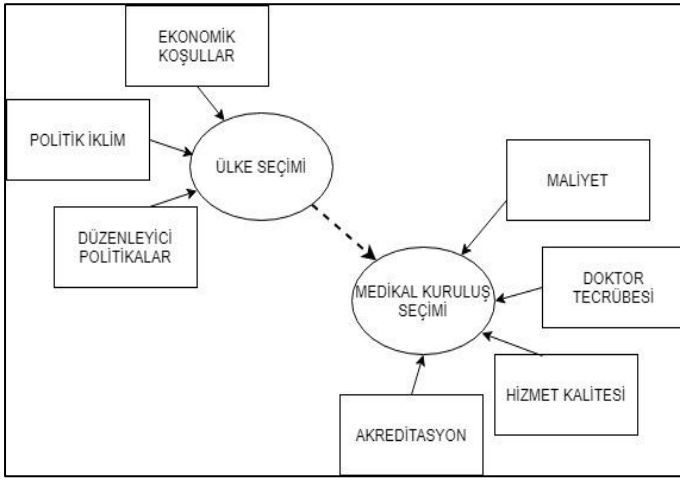 EKONOMİK
KOŞULLAR
POLİTİK İKLİM
ÜLKE SEÇİMİ
DÜZENLEYİCİ
POLİTİKALAR
MALİYET
MEDİKAL KURULUŞ
SEÇİMİ
DOKTOR
TECRÜBESİ
HİZMET KALİTESİ
AKREDİTASYON